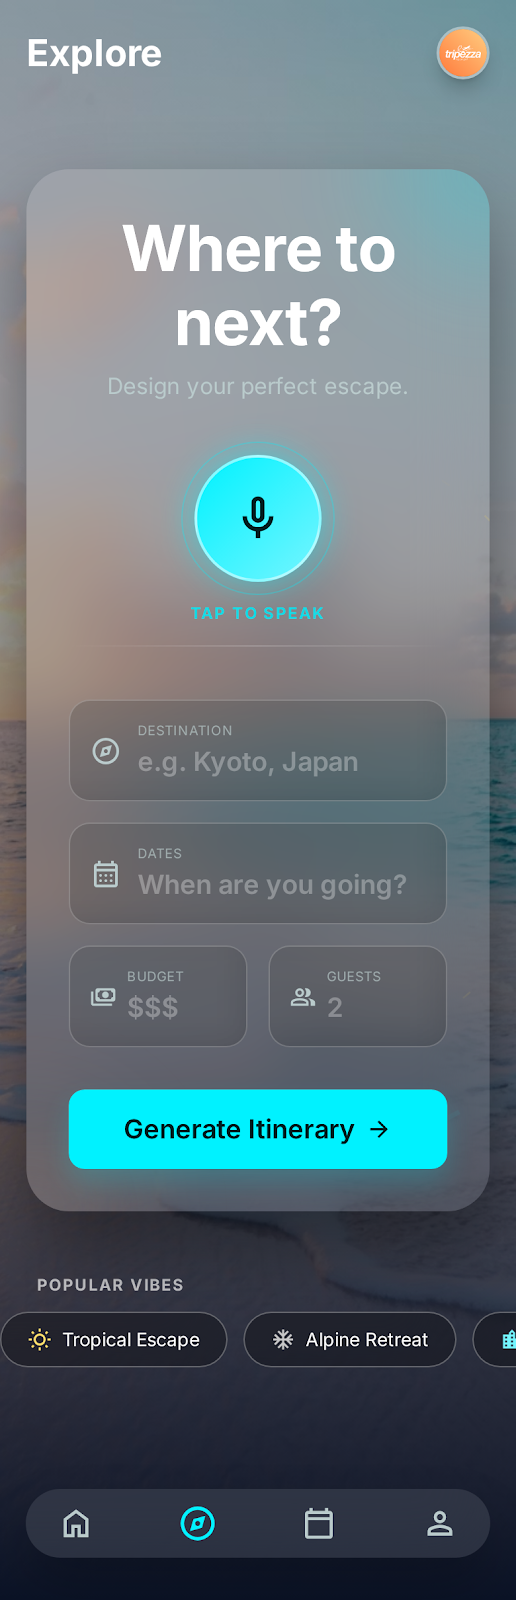 Explore
tripezza
Where to
next?
Design your perfect escape.
TAP TO SPEAK
DESTINATION
e.g. Kyoto, Japan
DATES
When are you going?
BUDGET
$$$
GUESTS
2
Generate Itinerary →
POPULAR VIBES
Tropical Escape
Alpine Retreat